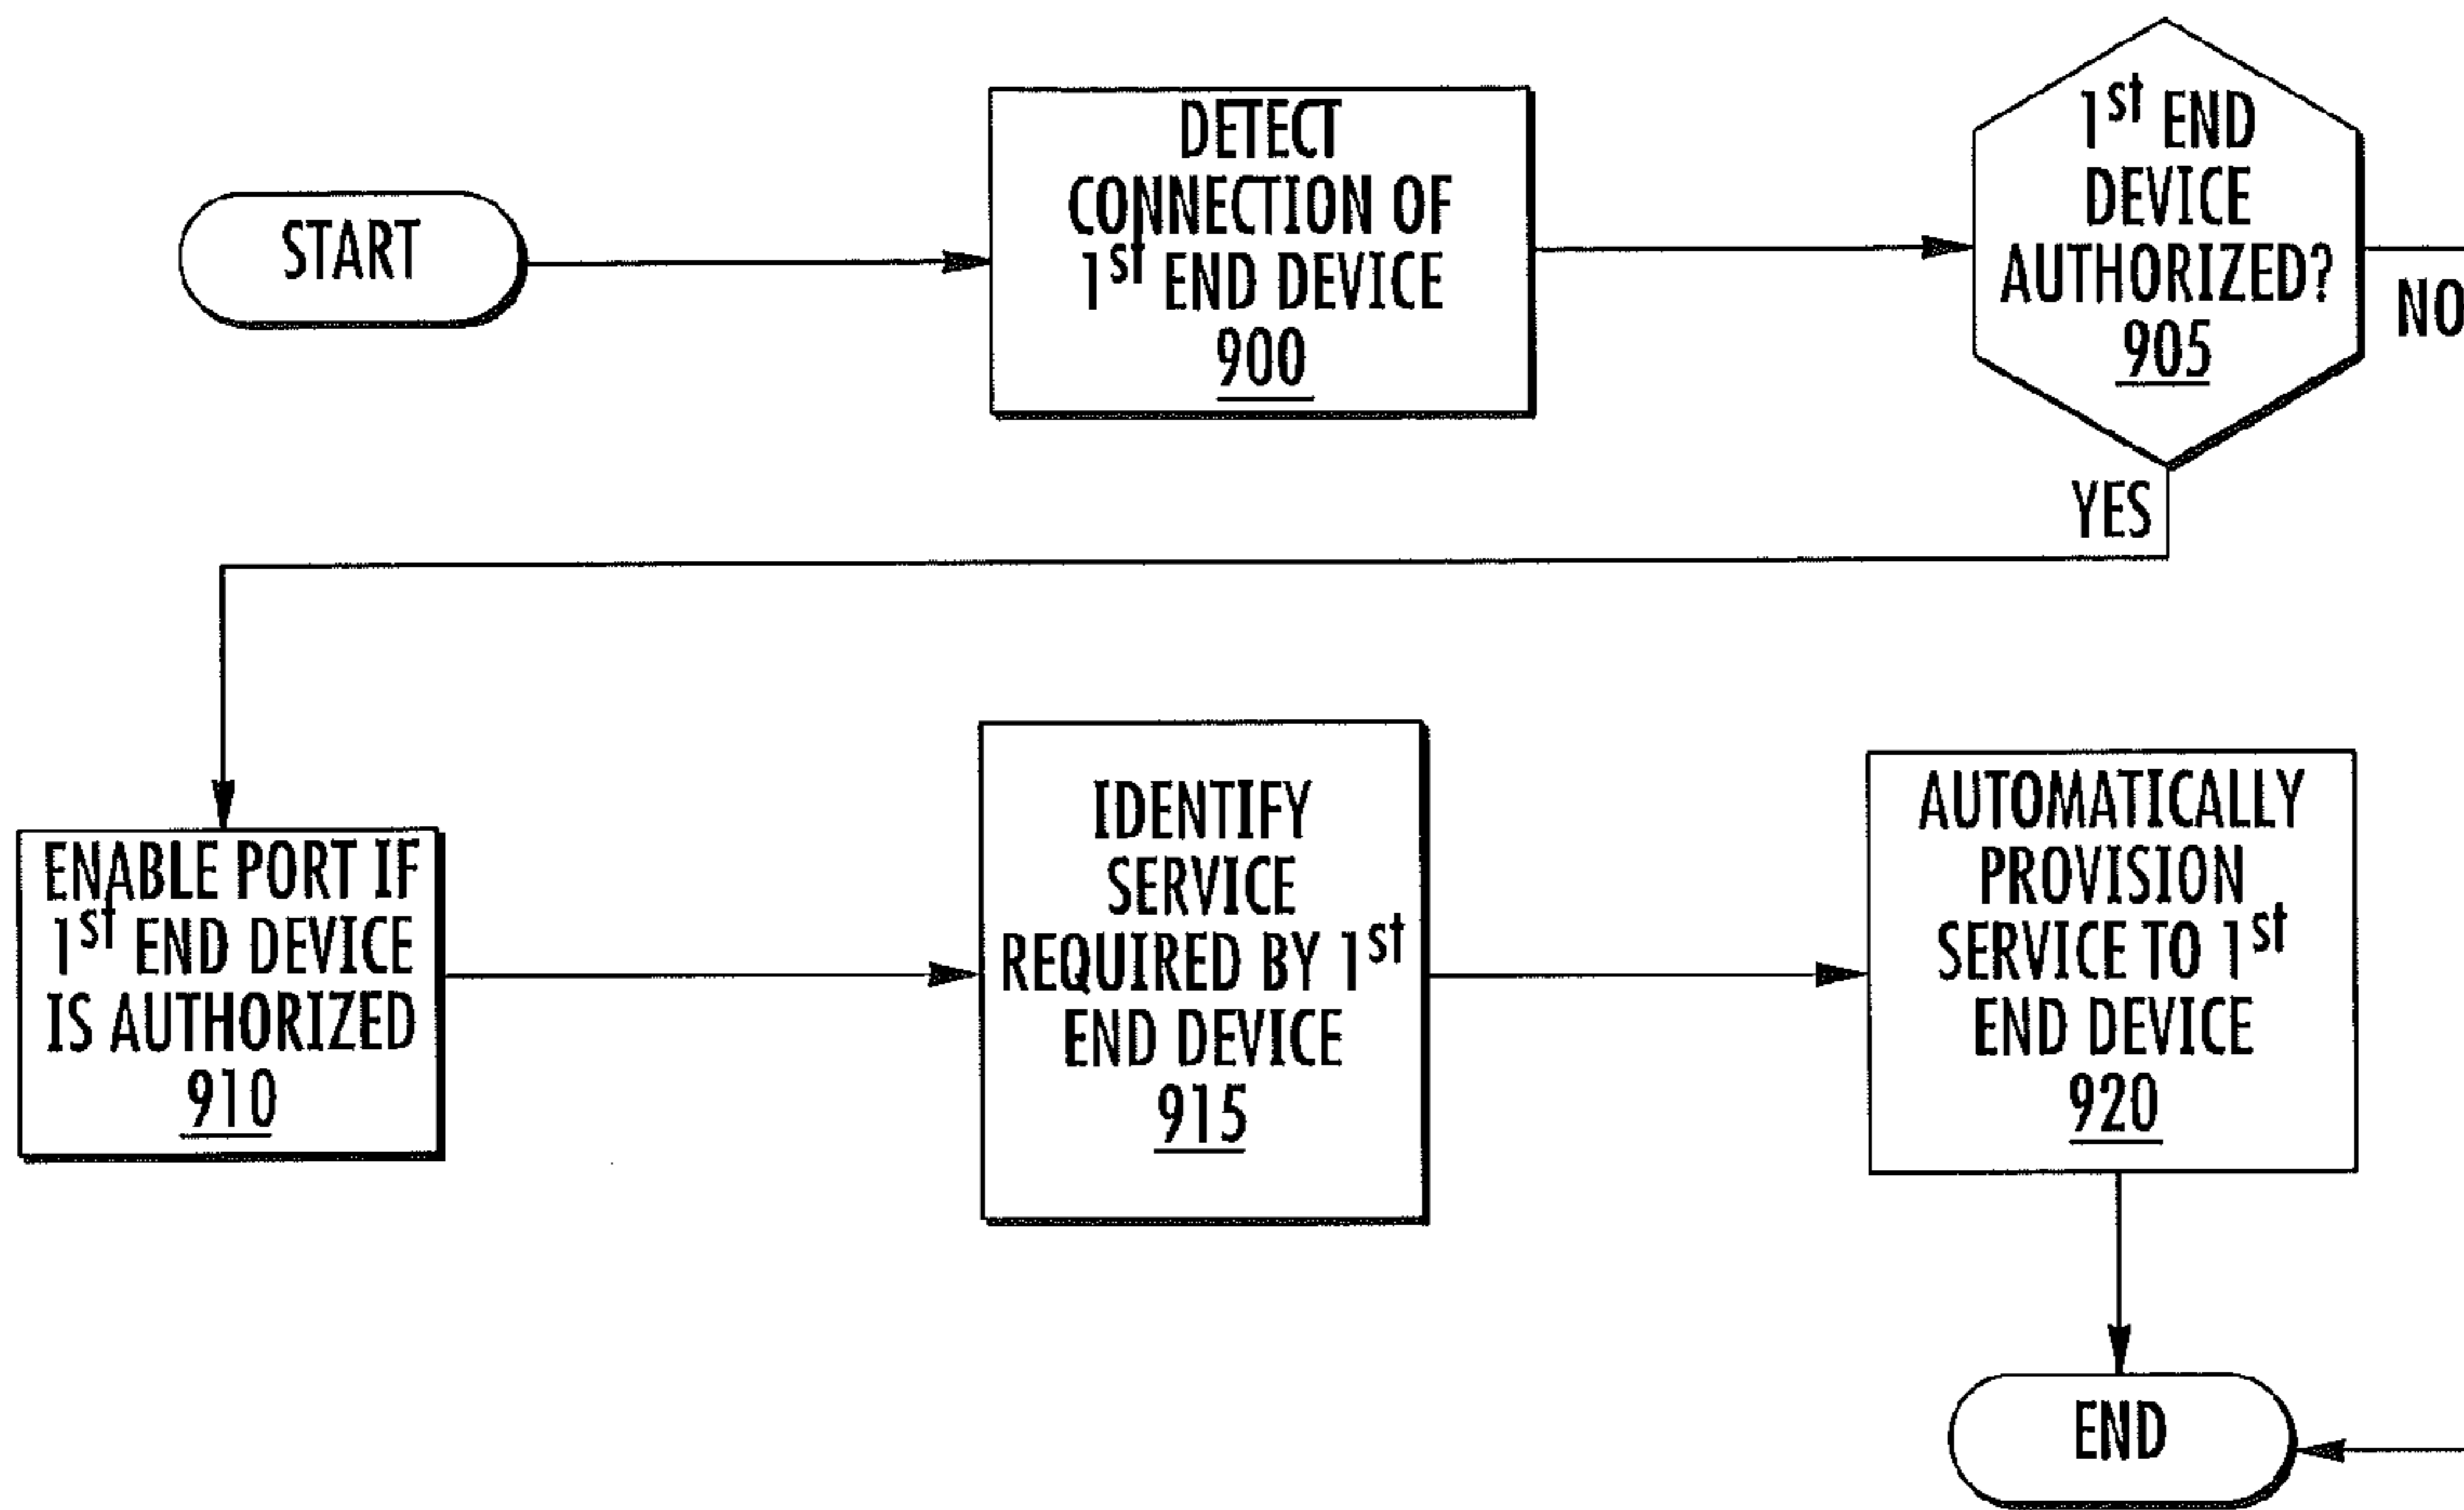 START
DETECT
CONNECTION OF
1st END DEVICE
900
1st END
DEVICE
AUTHORIZED?
905
NO
YES
ENABLE PORT IF
1st END DEVICE
IS AUTHORIZED
910
IDENTIFY
SERVICE
REQUIRED BY 1st
END DEVICE
915
AUTOMATICALLY
PROVISION
SERVICE TO 1st
END DEVICE
920
END